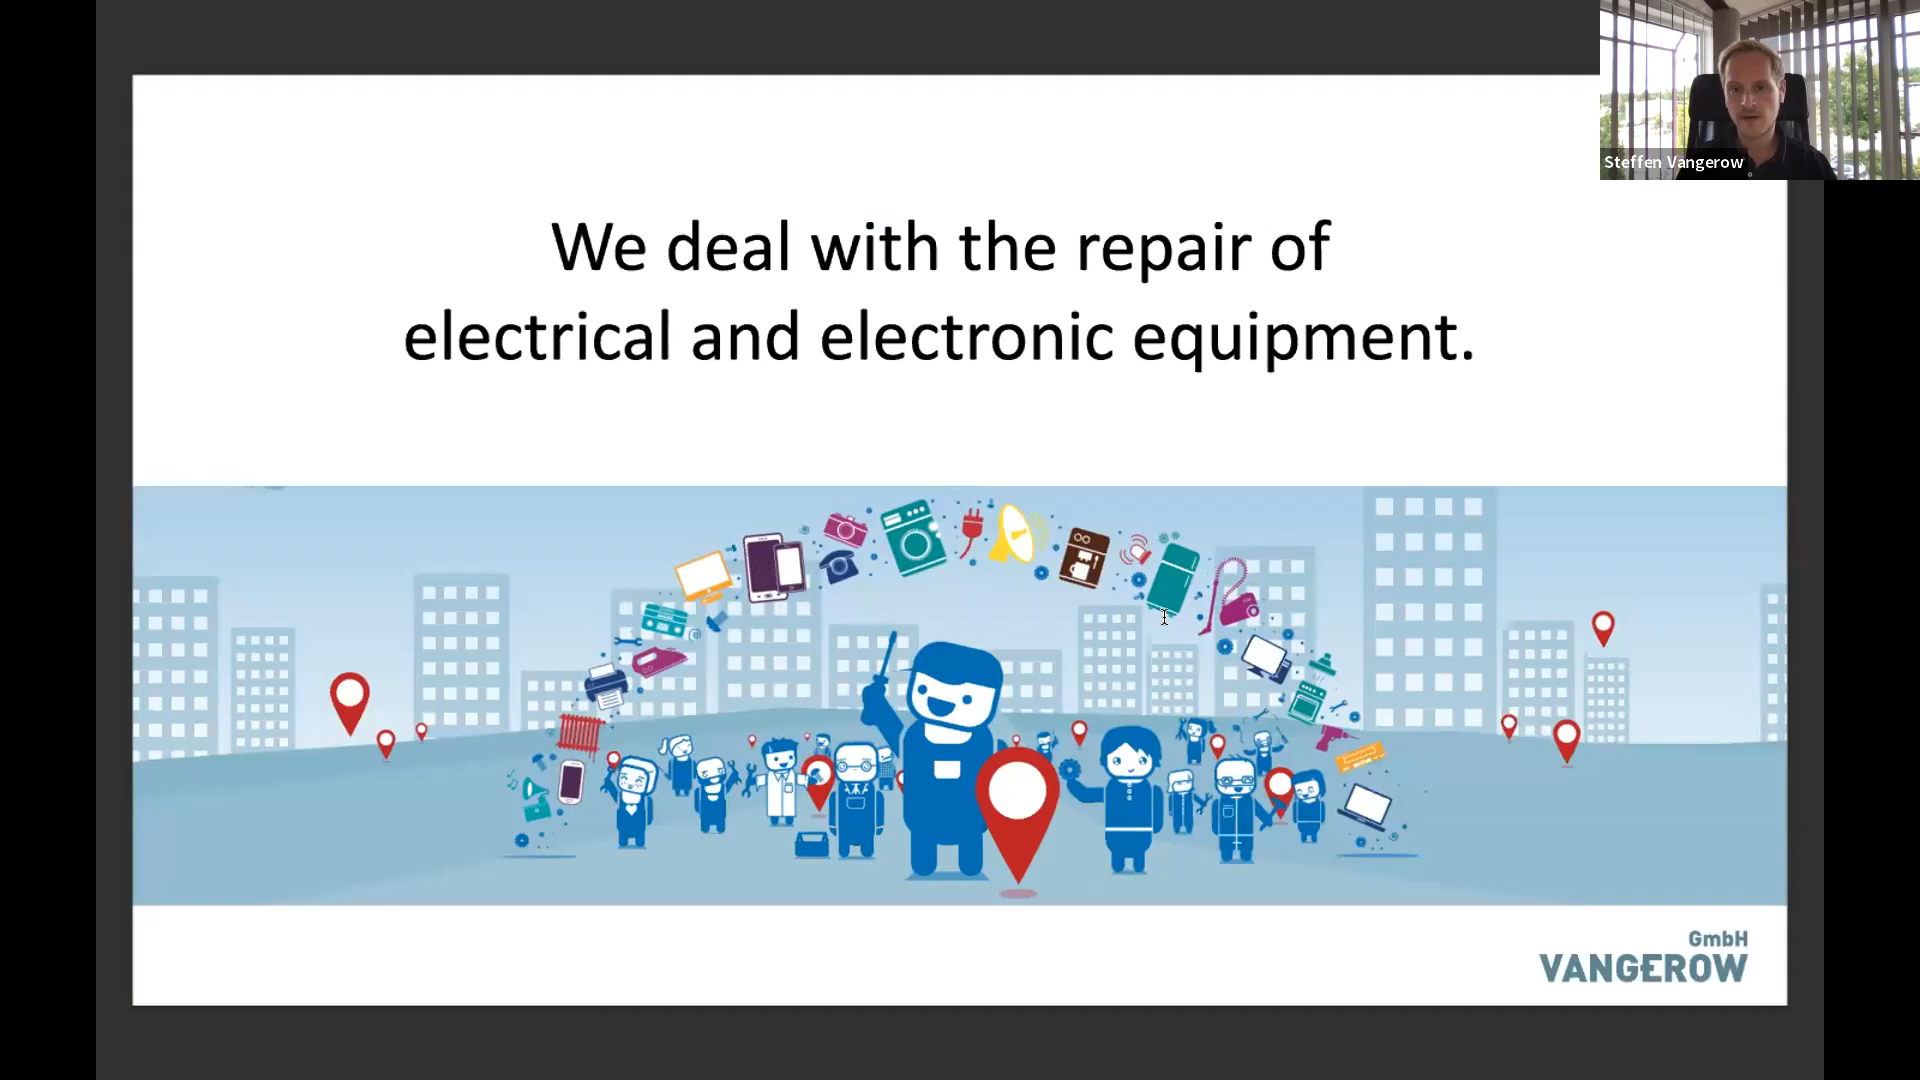 Steffen Vangerow
We deal with the repair of
electrical and electronic equipment.
GmbH
VANGEROW